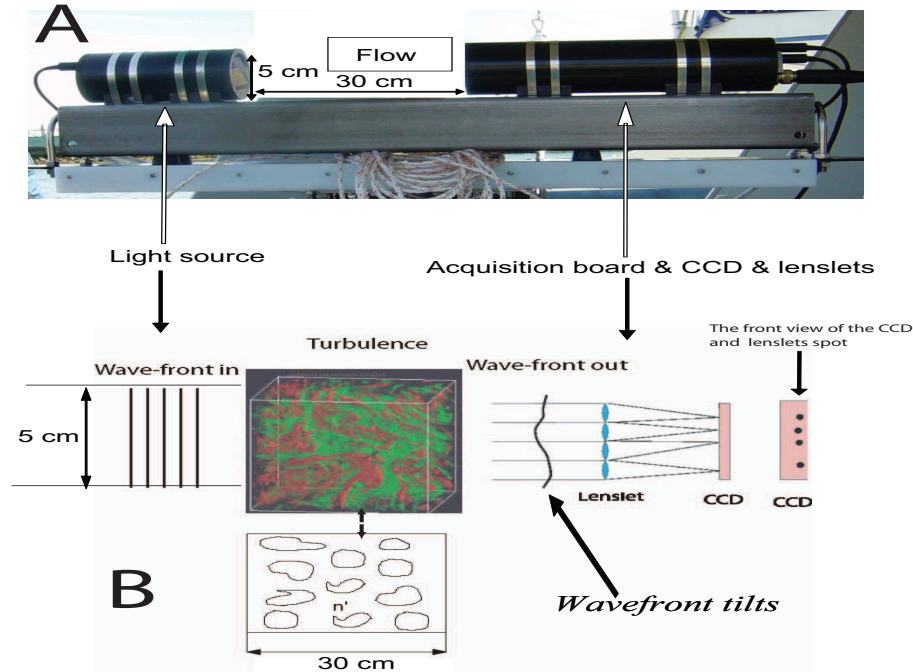 A
Flow
5 cm
30 cm
Light source
Acquisition board & CCD & lenslets
The front view of the CCD
and lenslets spot
Turbulence
Wave-front in
Wave-front out
5 cm
Lenslet
CCD
CCD
B
n'
Wavefront tilts
30 cm